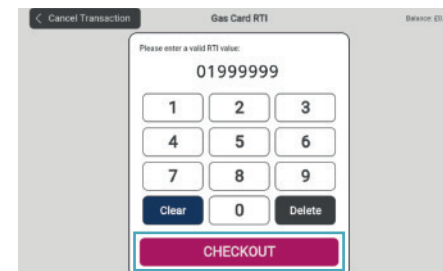 < Cancel Transaction
Gas Card RTI
Balance:
Please enter a valid RTI value:
01999999
1 2 3
4 5 6
7 8 9
Clear 0 Delete
CHECKOUT